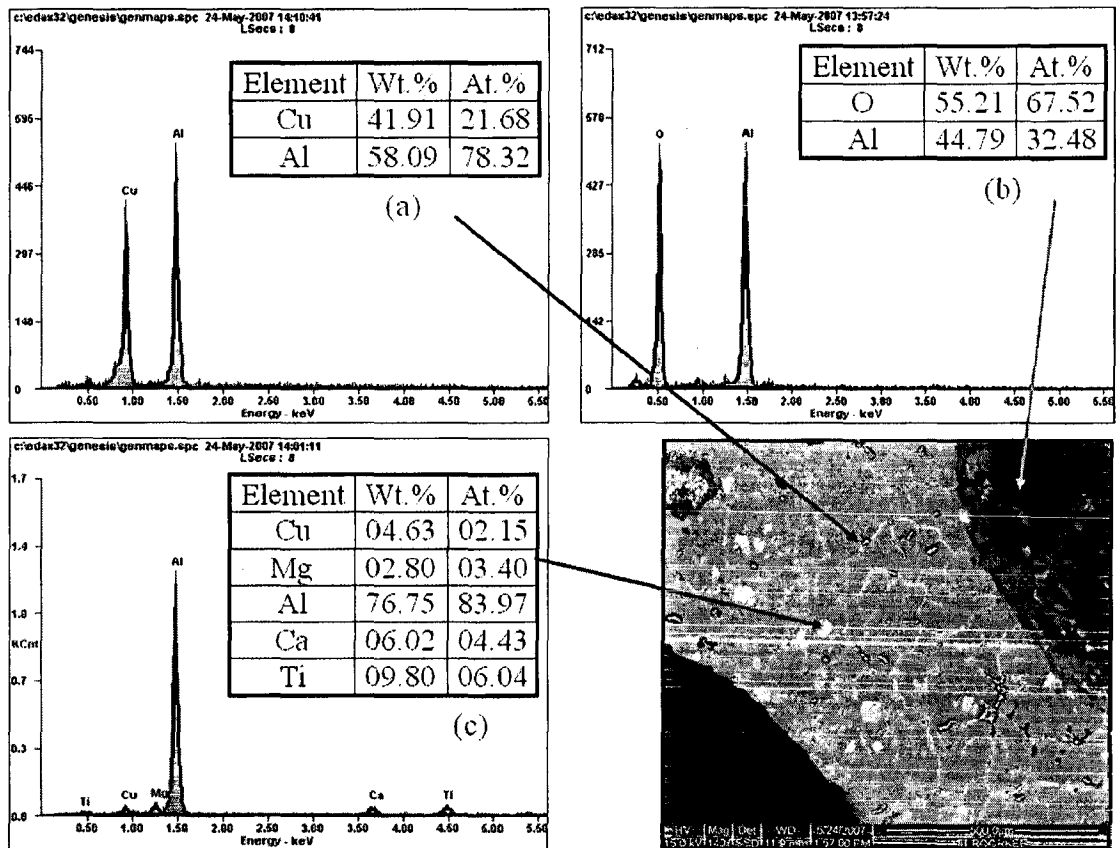 c:\edax32\genesis\genmaps.spc 24-May-2007 14:10:41
LSecs : 8
744
596
446
297
148
0
Cu
Al
0.50 1.00 1.50 2.00 2.50 3.00 3.50 4.00 4.50 5.00 5.50
Energy - keV
Element Wt.% At.%
Cu 41.91 21.68
Al 58.09 78.32
(a)
c:\edax32\genesis\genmaps.spc 24-May-2007 13:57:24
LSecs : 8
712
570
427
285
142
0
O
Al
0.50 1.00 1.50 2.00 2.50 3.00 3.50 4.00 4.50 5.00 5.50
Energy - keV
Element Wt.% At.%
O 55.21 67.52
Al 44.79 32.48
(b)
c:\edax32\genesis\genmaps.spc 24-May-2007 14:01:11
LSecs : 8
1.7
1.4
1.0
KCnt
0.7
0.3
0.0
Ti
Cu
Mg
Al
Ca
Ti
0.50 1.00 1.50 2.00 2.50 3.00 3.50 4.00 4.50 5.00 5.50
Energy - keV
Element Wt.% At.%
Cu 04.63 02.15
Mg 02.80 03.40
Al 76.75 83.97
Ca 06.02 04.43
Ti 09.80 06.04
(c)
HV Mag Det WD 5/24/2007
15.0 kV SSD